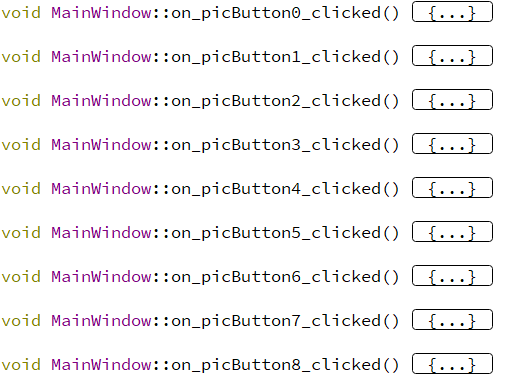 void MainWindow::on_picButton0_clicked() {...}
void MainWindow::on_picButton1_clicked() {...}
void MainWindow::on_picButton2_clicked() {...}
void MainWindow::on_picButton3_clicked() {...}
void MainWindow::on_picButton4_clicked() {...}
void MainWindow::on_picButton5_clicked() {...}
void MainWindow::on_picButton6_clicked() {...}
void MainWindow::on_picButton7_clicked() {...}
void MainWindow::on_picButton8_clicked() {...}